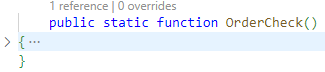 1 reference | 0 overrides
public static function OrderCheck()
> { ...
}